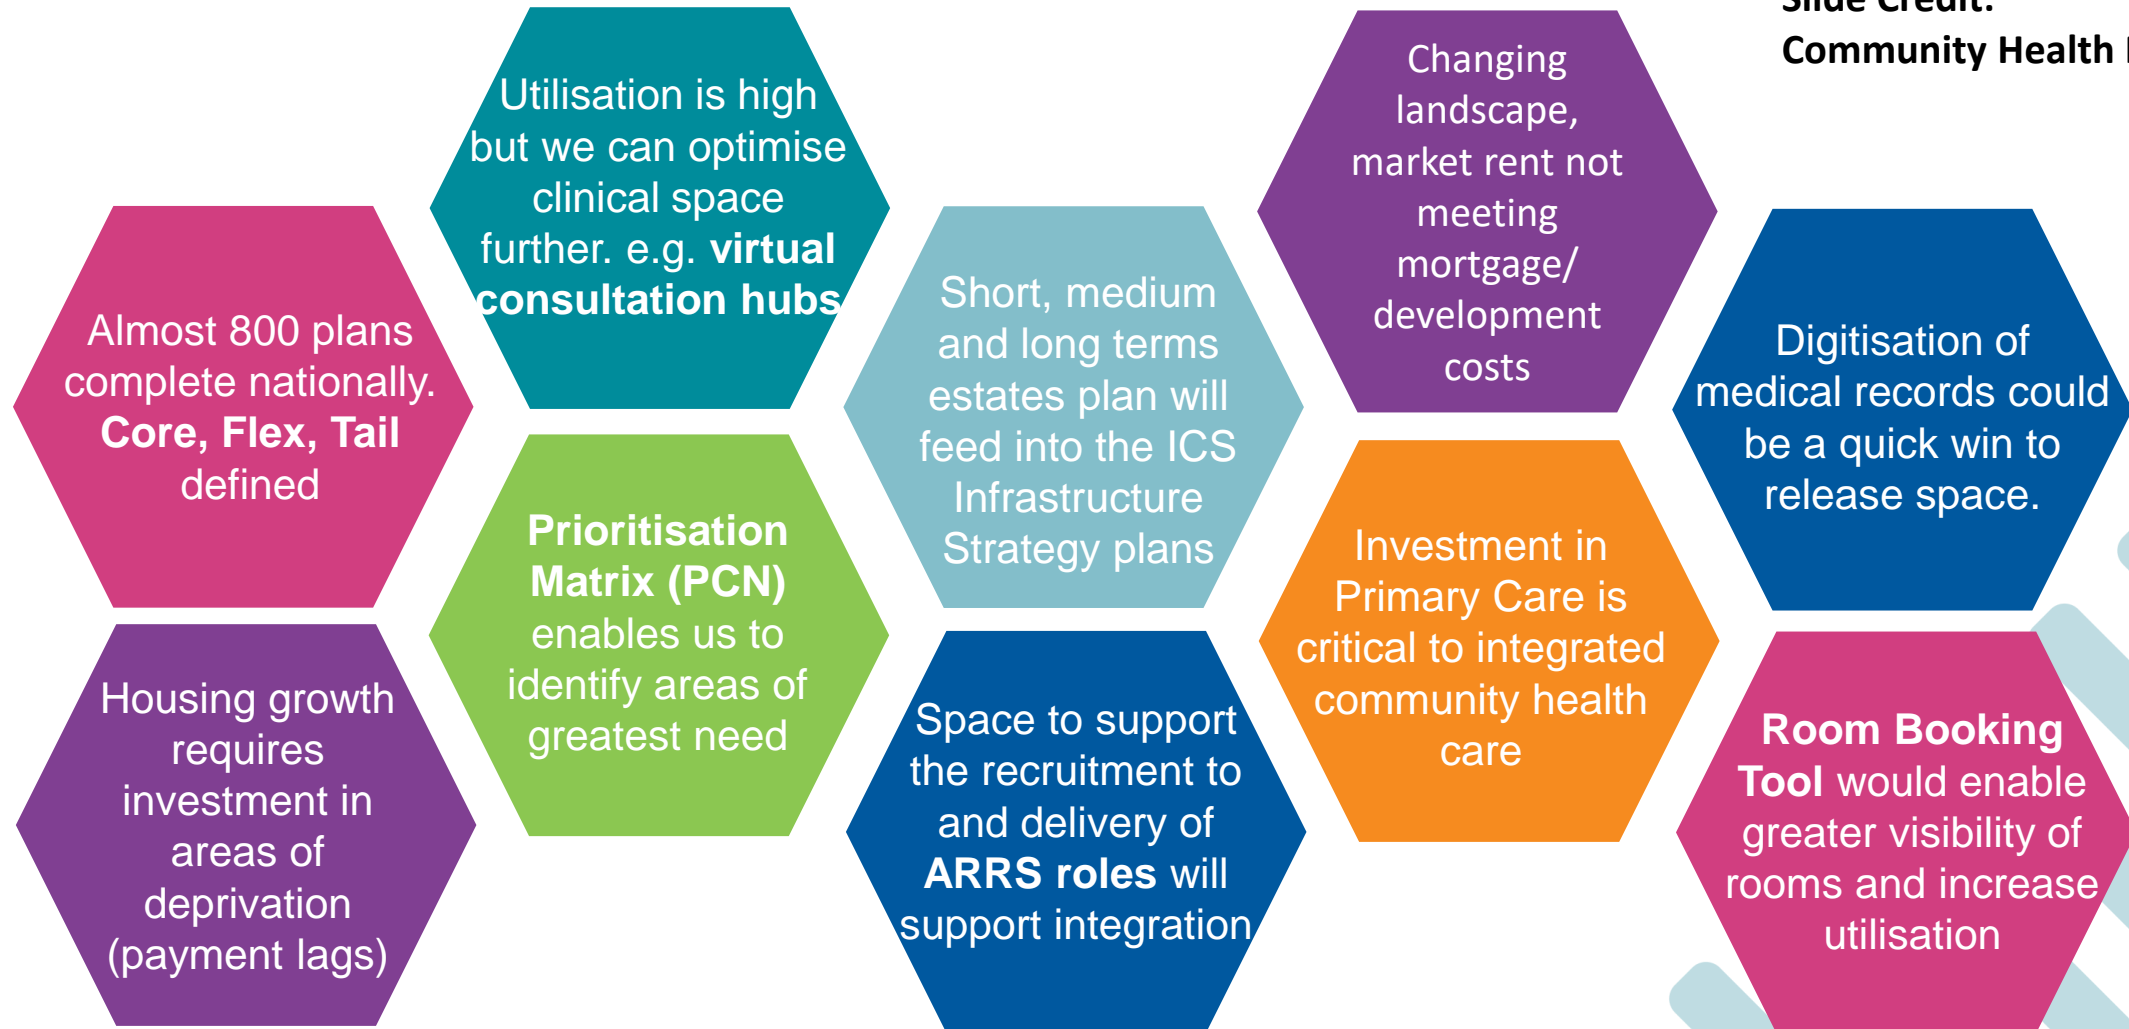 Slide Credit:
Community Health
Utilisation is high
but we can optimise
clinical space
further. e.g. virtual
consultation hubs
Changing
landscape,
market rent not
meeting
mortgage/
development
costs
Almost 800 plans
complete nationally.
Core, Flex, Tail
defined
Short, medium
and long terms
estates plan will
feed into the ICS
Infrastructure
Strategy plans
Digitisation of
medical records could
be a quick win to
release space.
Prioritisation
Matrix (PCN)
enables us to
identify areas of
greatest need
Investment in
Primary Care is
critical to integrated
community health
care
Housing growth
requires
investment in
areas of
deprivation
(payment lags)
Space to support
the recruitment to
and delivery of
ARRS roles will
support integration
Room Booking
Tool would enable
greater visibility of
rooms and increase
utilisation